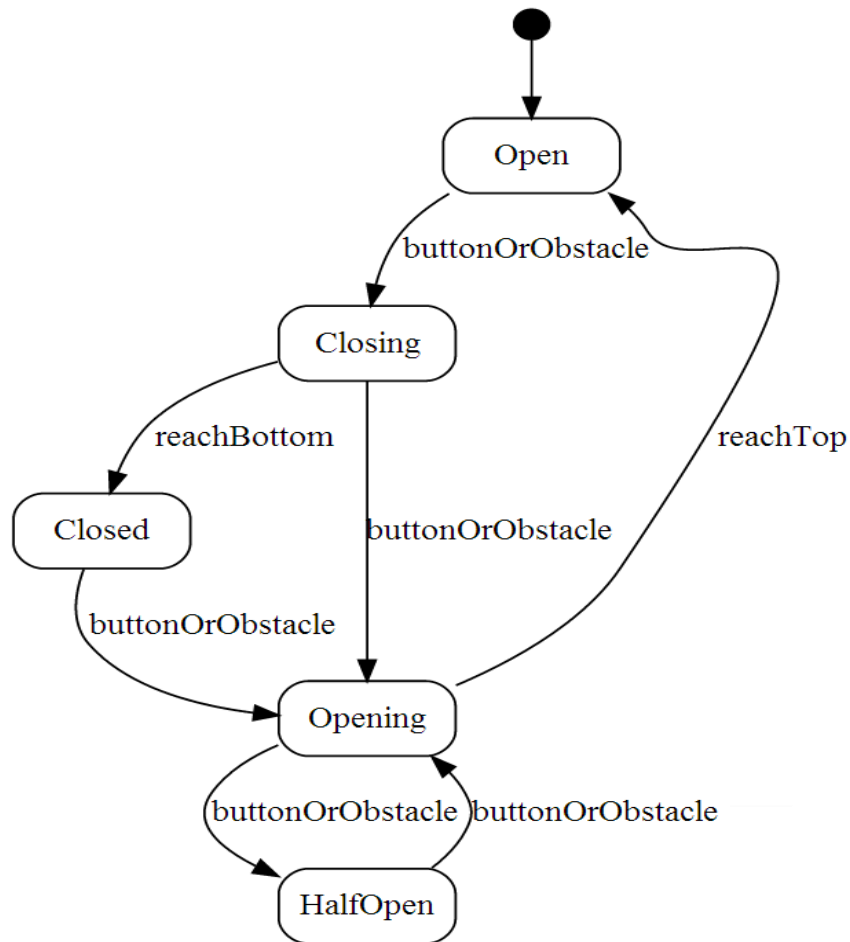 Open
buttonOrObstacle
Closing
reachBottom
reachTop
Closed
buttonOrObstacle
buttonOrObstacle
Opening
buttonOrObstacle
buttonOrObstacle
HalfOpen